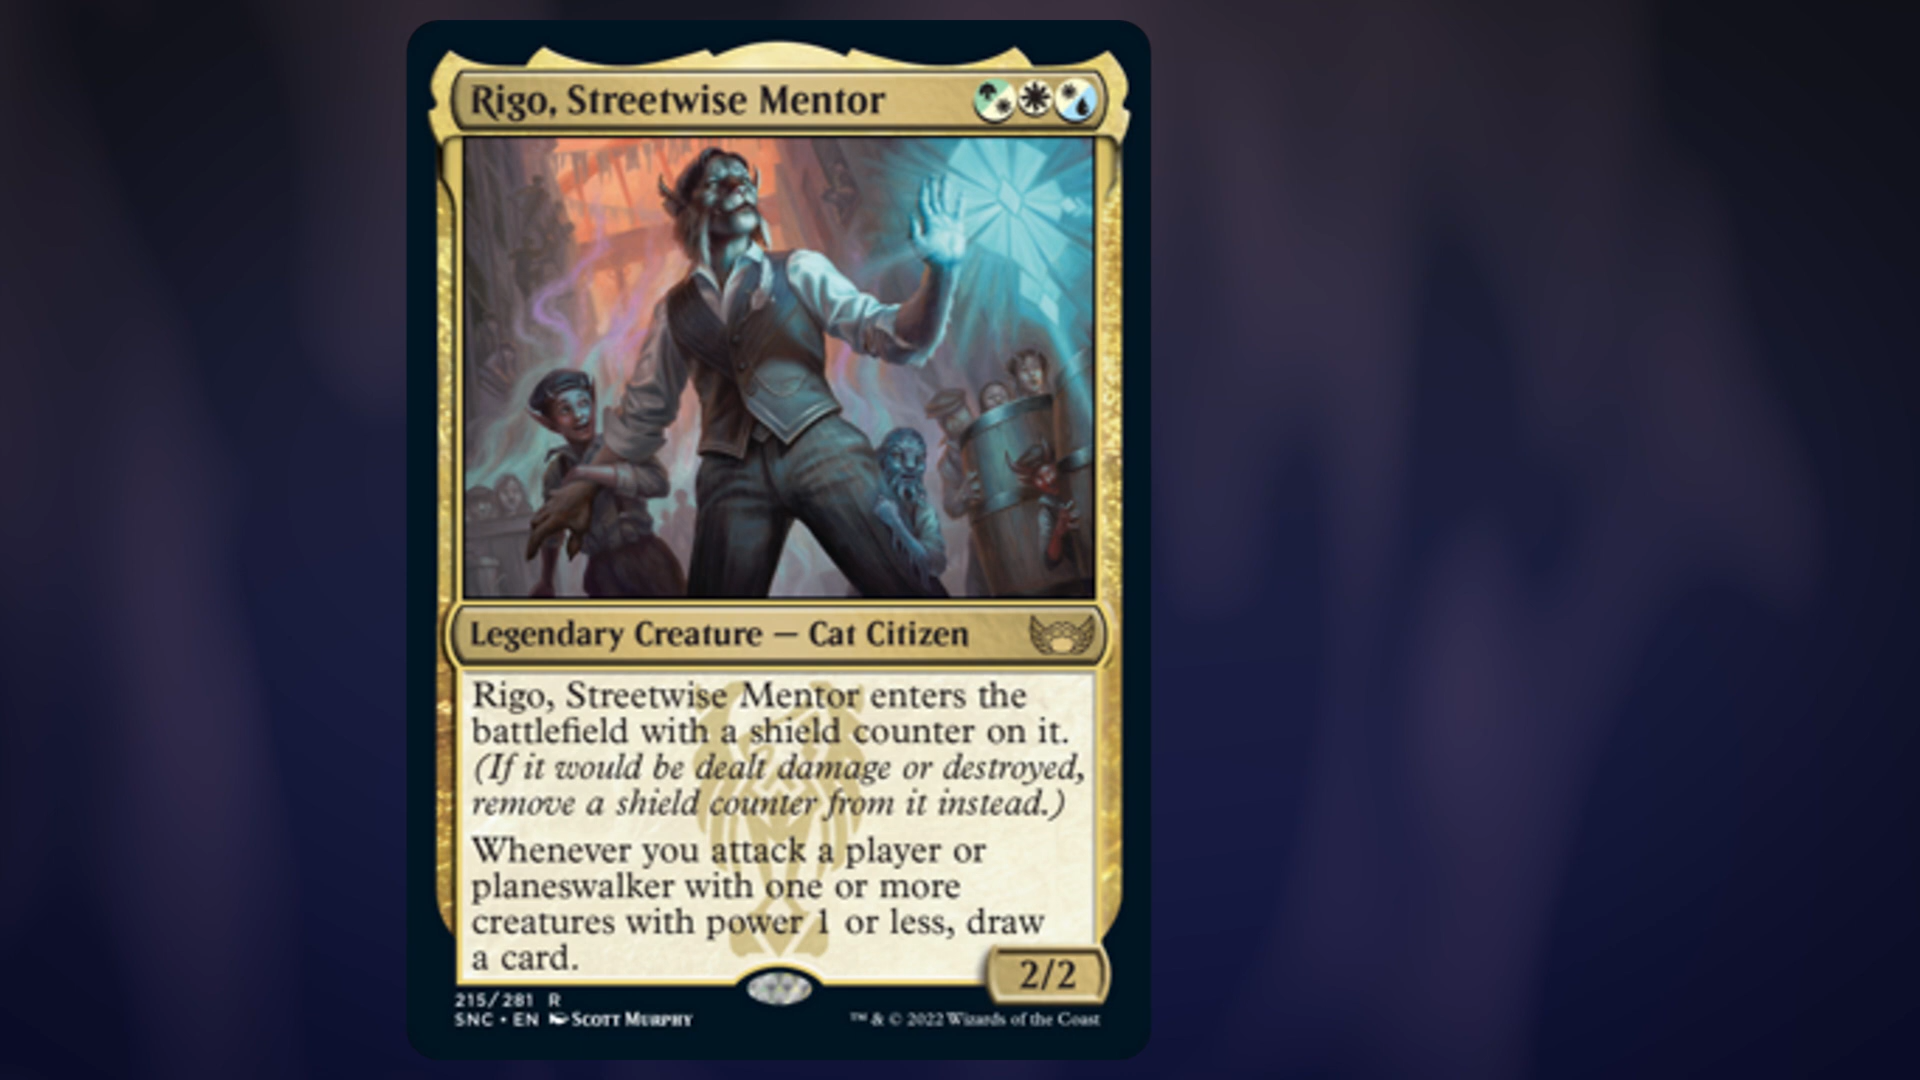 Rigo, Streetwise Mentor
Legendary Creature — Cat Citizen
Rigo, Streetwise Mentor enters the
battlefield with a shield counter on it.
(If it would be dealt damage or destroyed,
remove a shield counter from it instead.)
Whenever you attack a player or
planeswalker with one or more
creatures with power 1 or less, draw
a card.
2/2
215/281 R
SNC • EN Scott Murphy
™ & © 2022 Wizards of the Coast